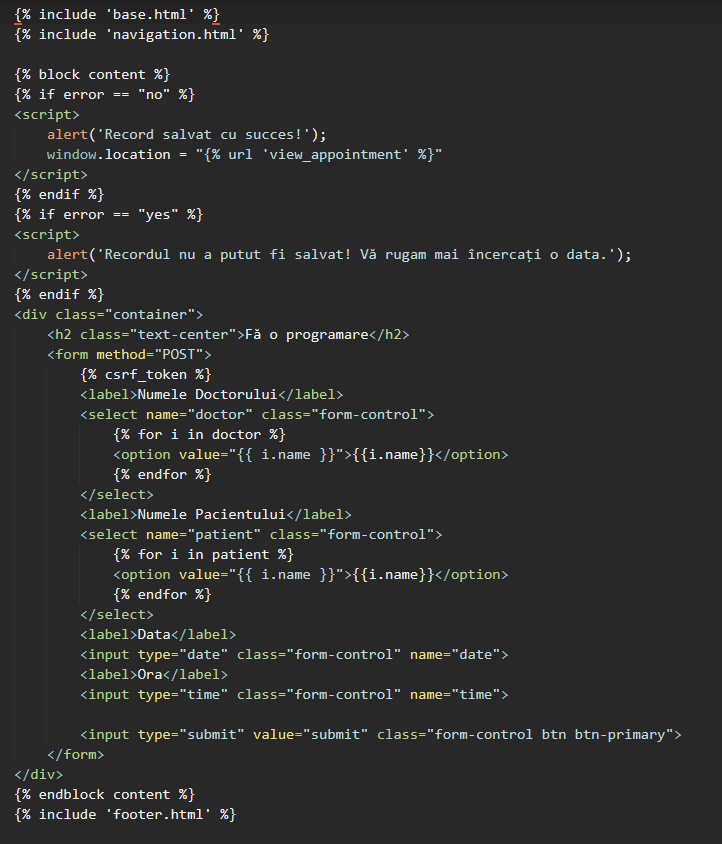 {% include 'base.html' %}
{% include 'navigation.html' %}
{% block content %}
{% if error == "no" %}
<script>
alert('Record salvat cu succes!');
window.location = "{% url 'view_appointment' %}"
</script>
{% endif %}
{% if error == "yes" %}
<script>
alert('Recordul nu a putut fi salvat! Vă rugam mai încercați o data.');
</script>
{% endif %}
<div class="container">
<h2 class="text-center">Fă o programare</h2>
<form method="POST">
{% csrf_token %}
<label>Numele Doctorului</label>
<select name="doctor" class="form-control">
{% for i in doctor %}
<option value="{{ i.name }}">{{i.name}}</option>
{% endfor %}
</select>
<label>Numele Pacientului</label>
<select name="patient" class="form-control">
{% for i in patient %}
<option value="{{ i.name }}">{{i.name}}</option>
{% endfor %}
</select>
<label>Data</label>
<input type="date" class="form-control" name="date">
<label>Ora</label>
<input type="time" class="form-control" name="time">
<input type="submit" value="submit" class="form-control btn btn-primary">
</form>
</div>
{% endblock content %}
{% include 'footer.html' %}